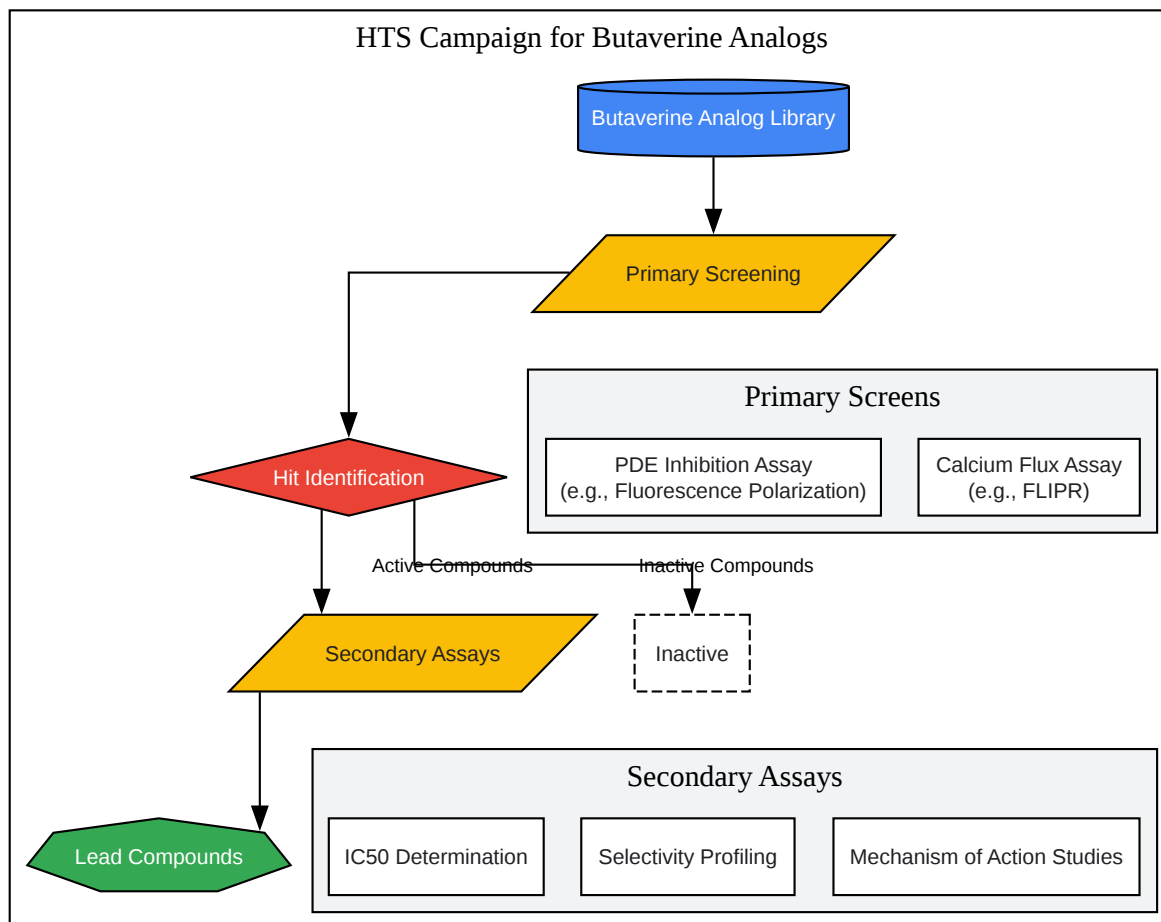 HTS Campaign for Butaverine Analogs
Butaverine Analog Library
Primary Screening
Primary Screens
PDE Inhibition Assay
(e.g., Fluorescence Polarization)
Calcium Flux Assay
(e.g., FLIPR)
Hit Identification
Active Compounds
Inactive Compounds
Secondary Assays
Inactive
Secondary Assays
IC50 Determination
Selectivity Profiling
Mechanism of Action Studies
Lead Compounds